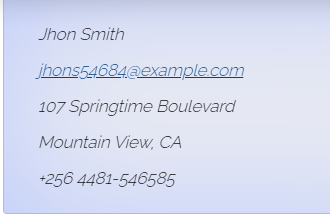 Jhon Smith
jhons54684@example.com
107 Springtime Boulevard
Mountain View, CA
+256 4481-546585